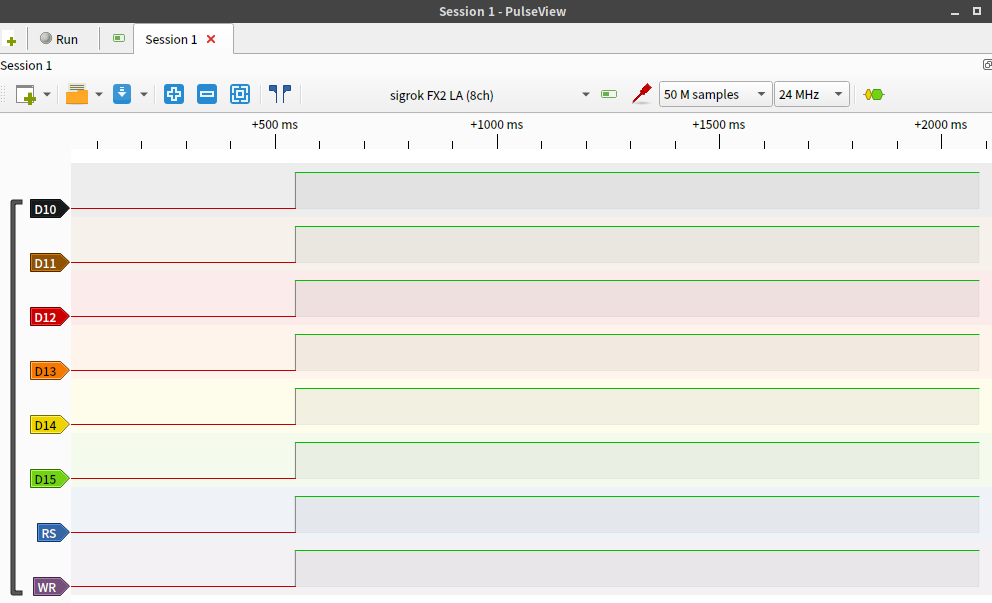 Session 1 - PulseView
Run
Session 1
Session 1
sigrok FX2 LA (8ch)
50 M samples
24 MHz
+500 ms
+1000 ms
+1500 ms
+2000 ms
D10
D11
D12
D13
D14
D15
RS
WR